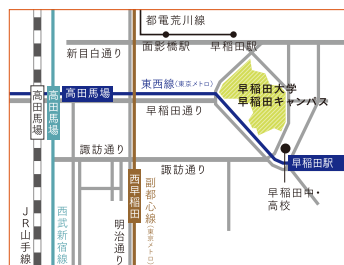 都電荒川線
面影橋駅
早稲田駅
新目白通り
東西線(東京メトロ)
高田馬場
高田馬場
高田馬場
早稲田通り
早稲田大学
早稲田キャンパス
諏訪通り
諏訪通り
早稲田駅
早稲田中・
高校
西早稲田
副都心線(東京メトロ)
明治通り
西武新宿線
JR山手線